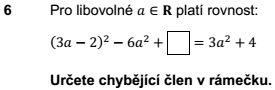 6 Pro libovolné a ∈ R platí rovnost:
(3a − 2)² − 6a² + □ = 3a² + 4
Určete chybějící člen v rámečku.